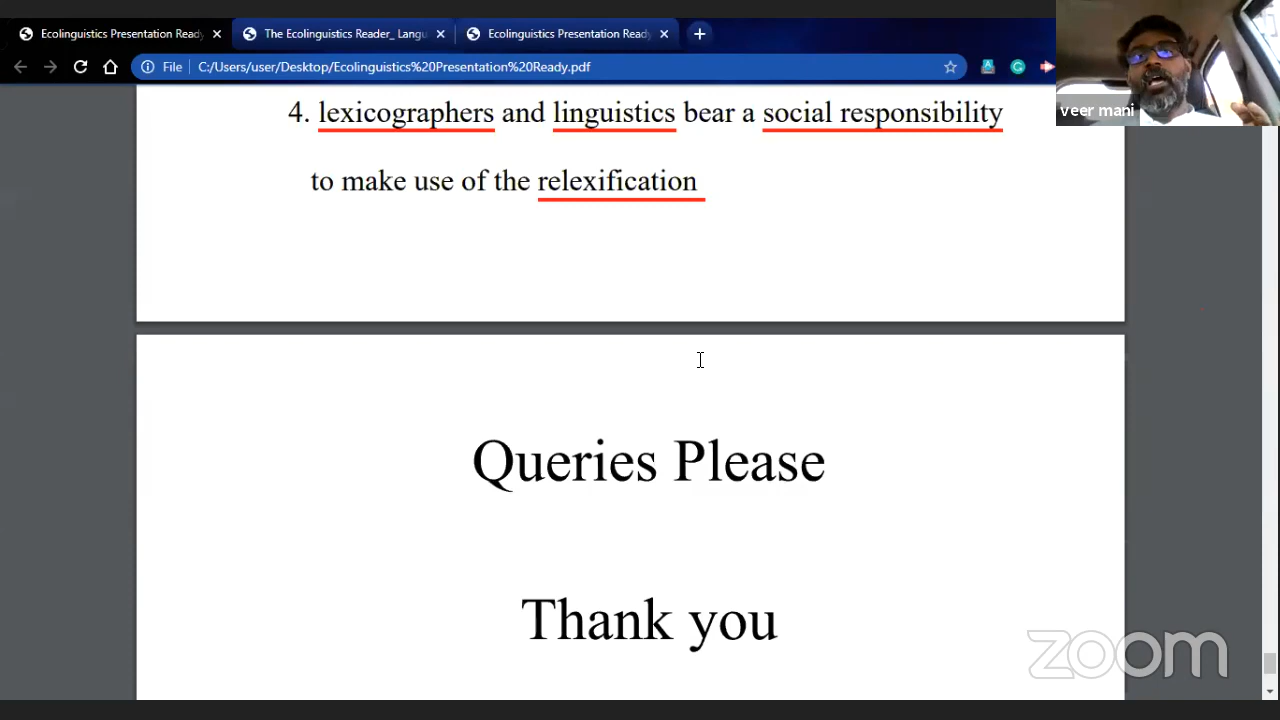 Ecolinguistics Presentation Ready
The Ecolinguistics Reader_ Langu
Ecolinguistics Presentation Ready
File
C:/Users/user/Desktop/Ecolinguistics%20Presentation%20Ready.pdf
veer mani
4. lexicographers and linguistics bear a social responsibility
to make use of the relexification
Queries Please
Thank you
zoom